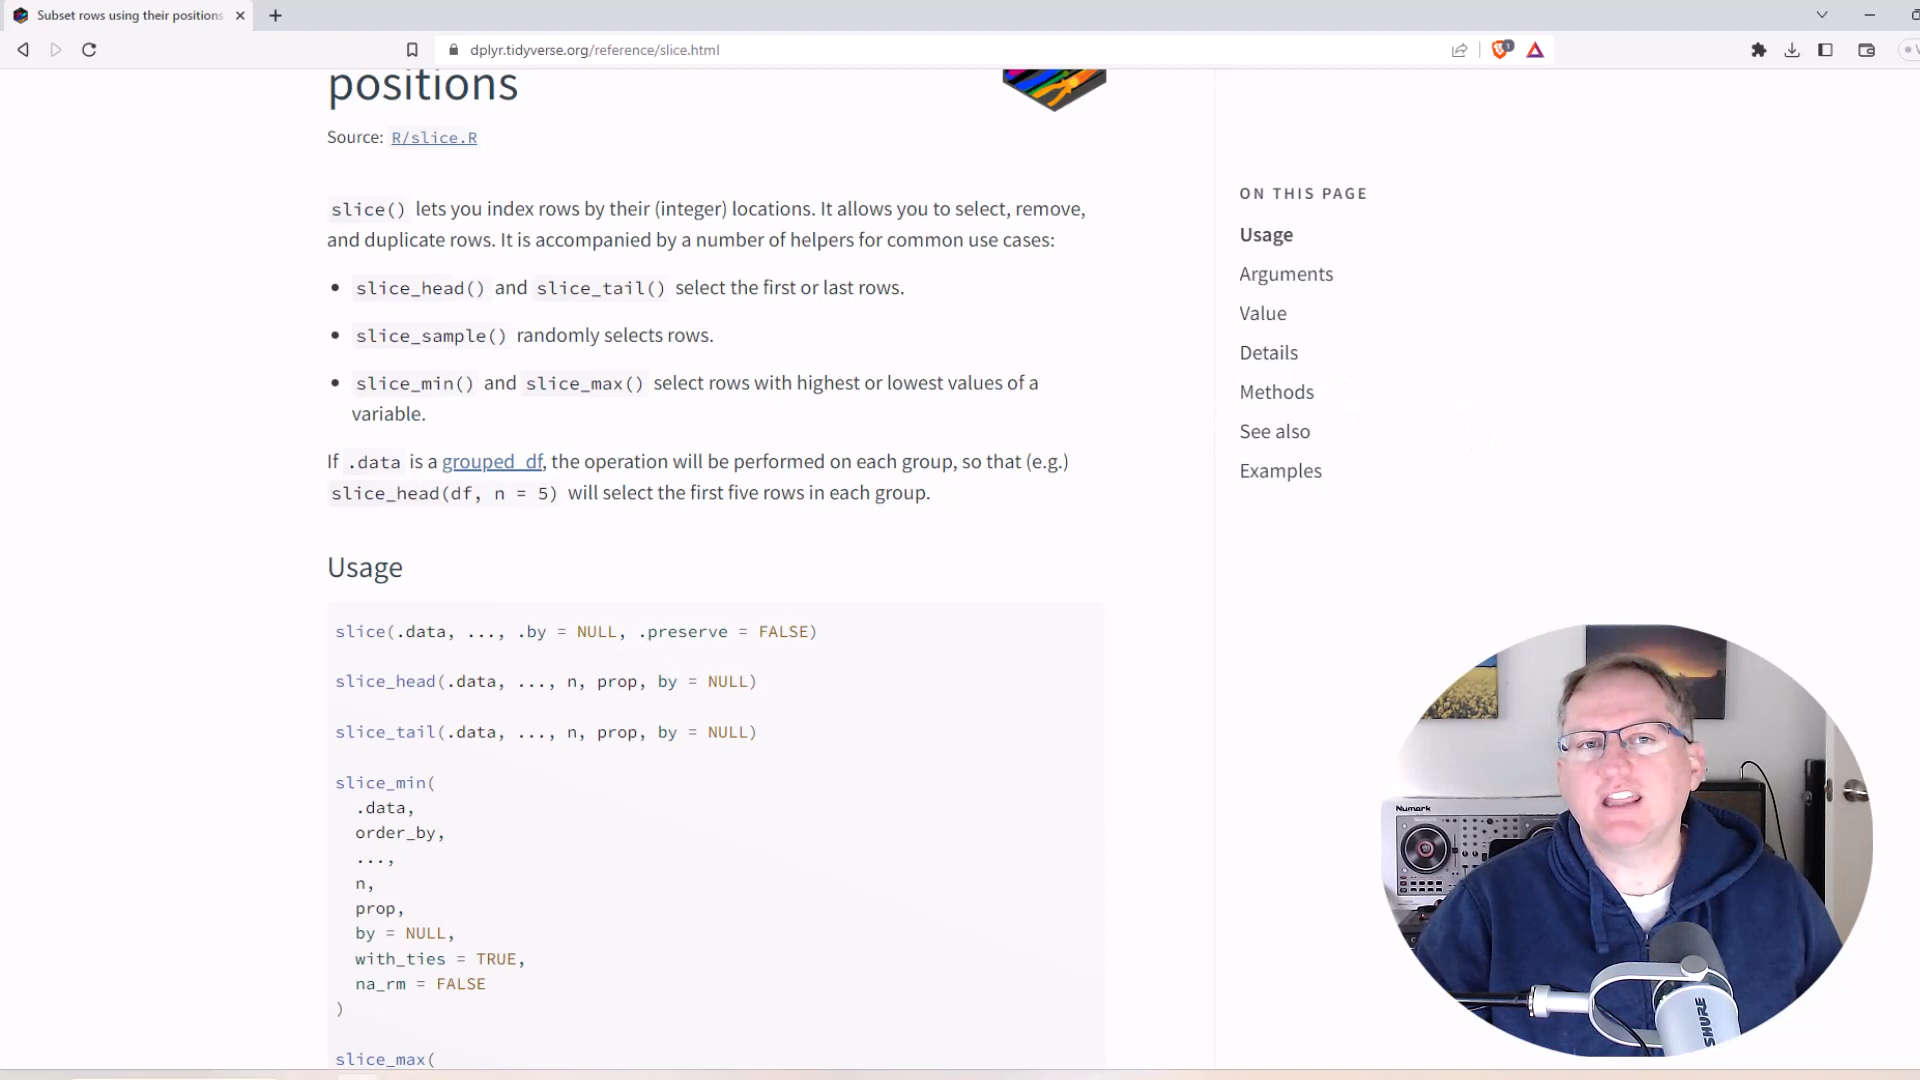 Subset rows using their positions
dplyr.tidyverse.org/reference/slice.html
1
positions
Source: R/slice.R
slice() lets you index rows by their (integer) locations. It allows you to select, remove,
and duplicate rows. It is accompanied by a number of helpers for common use cases:
slice_head() and slice_tail() select the first or last rows.
slice_sample() randomly selects rows.
slice_min() and slice_max() select rows with highest or lowest values of a
variable.
If .data is a grouped_df, the operation will be performed on each group, so that (e.g.)
slice_head(df, n = 5) will select the first five rows in each group.
Usage
slice(.data, ..., .by = NULL, .preserve = FALSE)
slice_head(.data, ..., n, prop, by = NULL)
slice_tail(.data, ..., n, prop, by = NULL)
slice_min(
.data,
order_by,
...,
n,
prop,
by = NULL,
with_ties = TRUE,
na_rm = FALSE
)
slice_max(
ON THIS PAGE
Usage
Arguments
Value
Details
Methods
See also
Examples
Numark
SHURE